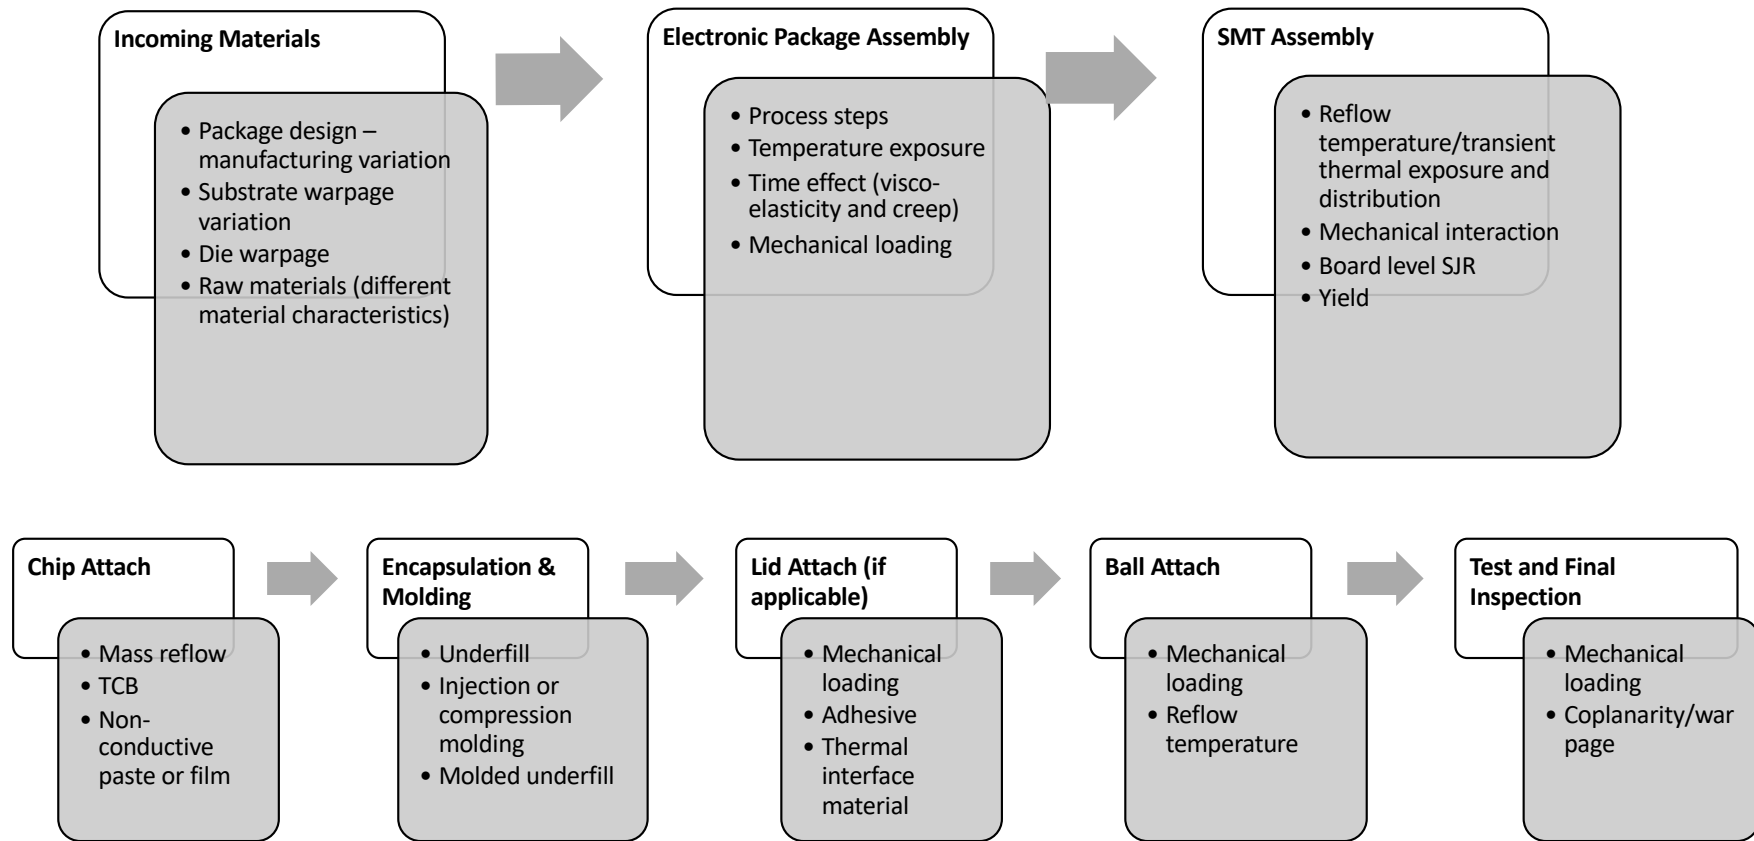 Incoming Materials
• Package design –
manufacturing variation
• Substrate warpage
variation
• Die warpage
• Raw materials (different
material characteristics)
Electronic Package Assembly
• Process steps
• Temperature exposure
• Time effect (visco-
elasticity and creep)
• Mechanical loading
SMT Assembly
• Reflow
temperature/transient
thermal exposure and
distribution
• Mechanical interaction
• Board level SJR
• Yield
Chip Attach
• Mass reflow
• TCB
• Non-
conductive
paste or film
Encapsulation &
Molding
• Underfill
• Injection or
compression
molding
• Molded underfill
Lid Attach (if
applicable)
• Mechanical
loading
• Adhesive
• Thermal
interface
material
Ball Attach
• Mechanical
loading
• Reflow
temperature
Test and Final
Inspection
• Mechanical
loading
• Coplanarity/war
page